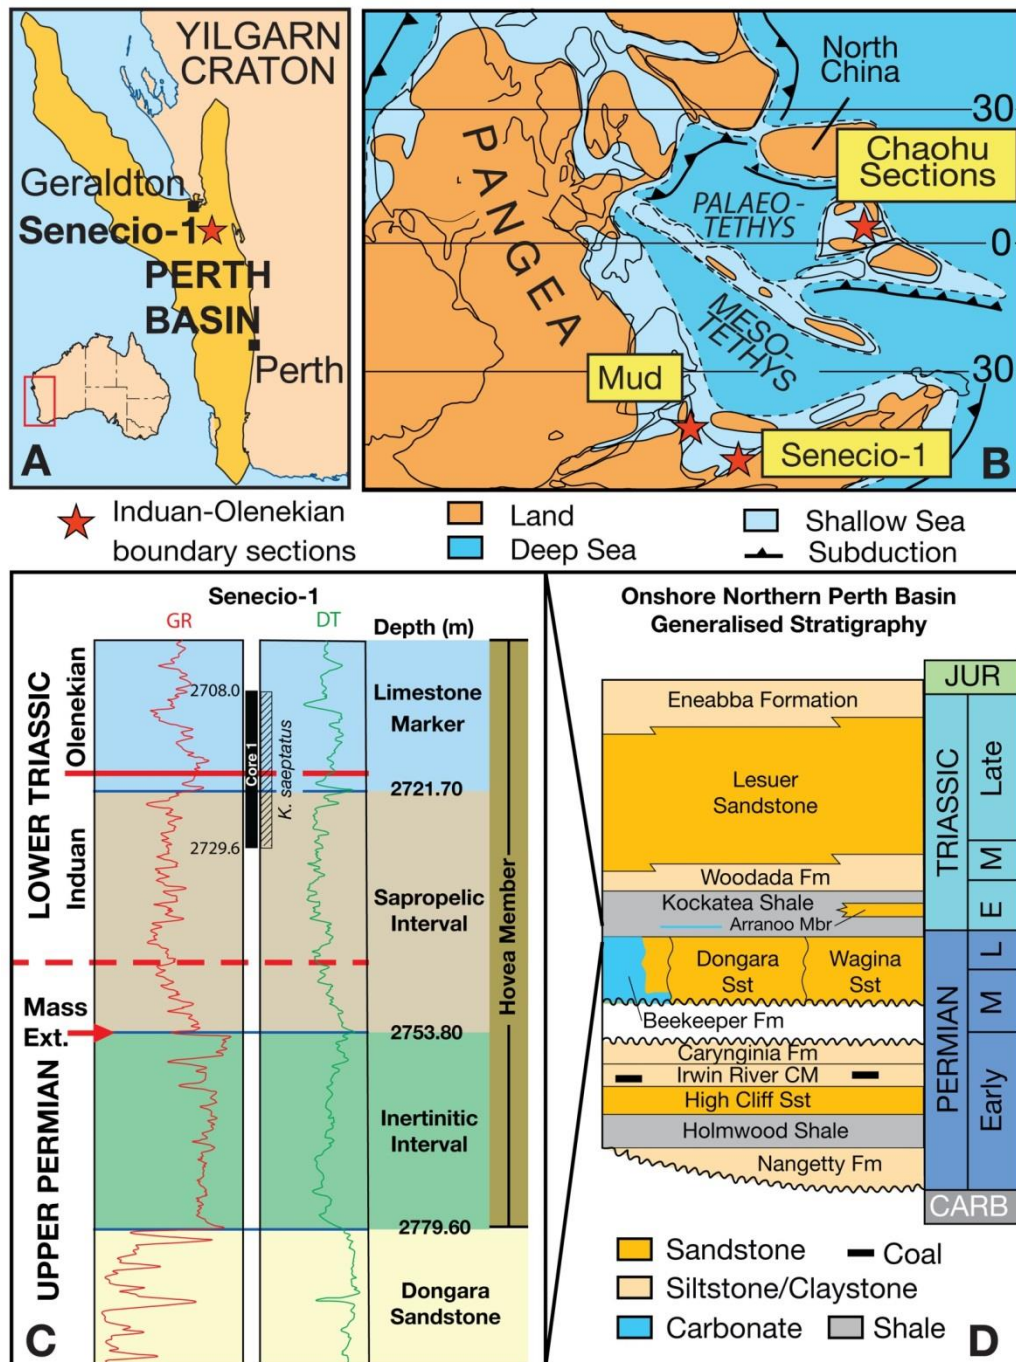 YILGARN
CRATON
Geraldton
Senecio-1
PERTH
BASIN
Perth
A
PANGEA
North
China
30
Chaohu
Sections
PALAEO-
TETHYS
0
MESO-
TETHYS
30
Mud
Senecio-1
B
Induan-Olenekian
boundary sections
Land
Deep Sea
Shallow Sea
Subduction
Senecio-1
GR
DT
Depth (m)
LOWER TRIASSIC
Olenekian
Induan
2708.0
Core 1
K. saeptatus
2729.6
Limestone
Marker
2721.70
Sapropelic
Interval
Hovea Member
Mass
Ext.
2753.80
UPPER PERMIAN
Inertinitic
Interval
2779.60
Dongara
Sandstone
C
Onshore Northern Perth Basin
Generalised Stratigraphy
JUR
Eneabba Formation
Lesuer
Sandstone
TRIASSIC
Late
M
Woodada Fm
Kockatea Shale
E
Arranoo Mbr
Dongara
Sst
Wagina
Sst
L
Beekeeper Fm
M
PERMIAN
Carynginia Fm
Irwin River CM
High Cliff Sst
Early
Holmwood Shale
Nangetty Fm
CARB
Sandstone
Coal
Siltstone/Claystone
Carbonate
Shale
D